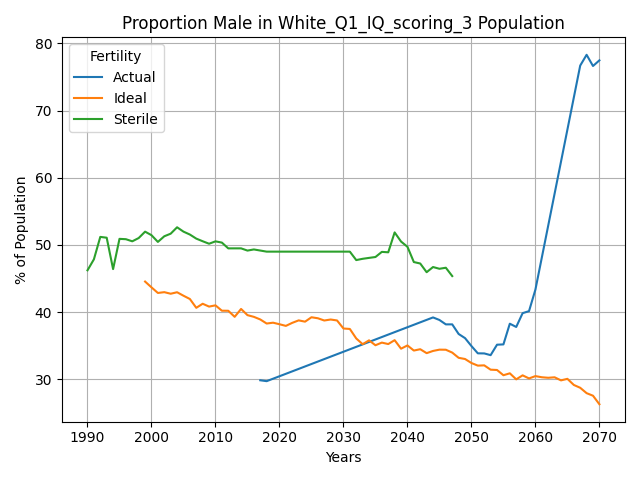 Proportion Male in White_Q1_IQ_scoring_3 Population
80
70
60
50
40
30
% of Population
Fertility
Actual
Ideal
Sterile
1990 2000 2010 2020 2030 2040 2050 2060 2070
Years